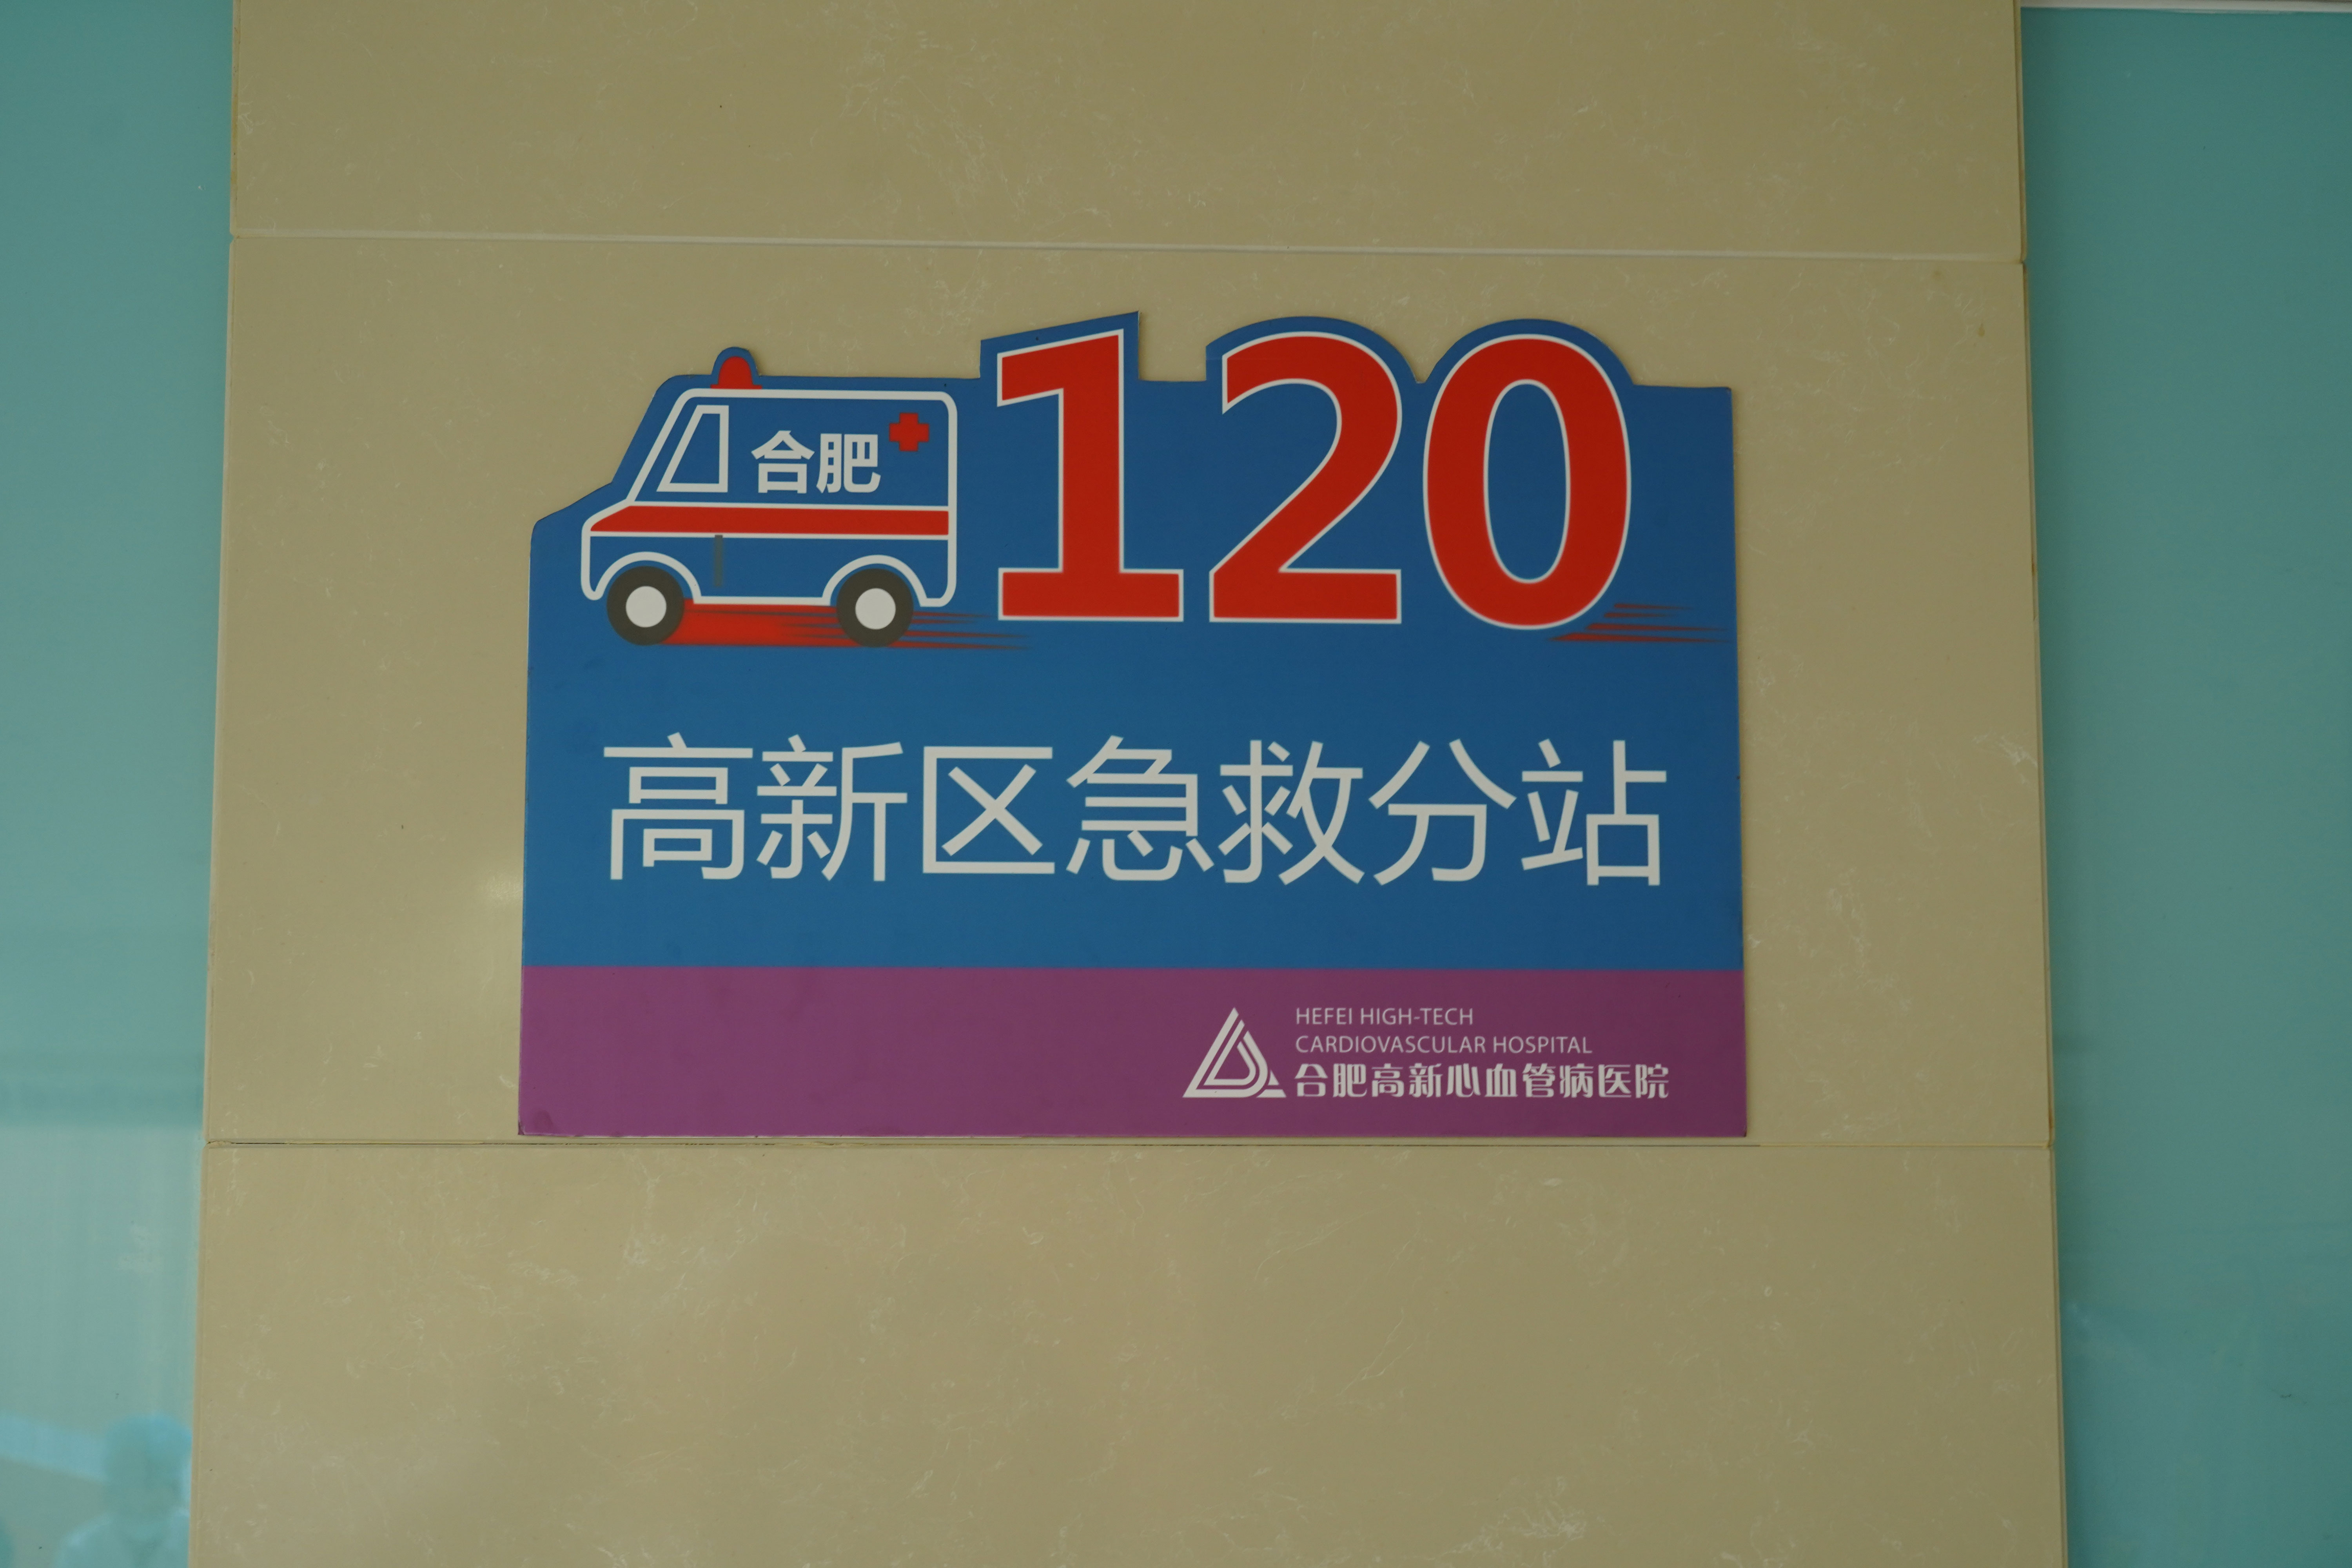 合肥
120
高新区急救分站
HEFEI HIGH-TECH
CARDIOVASCULAR HOSPITAL
合肥高新心血管病医院